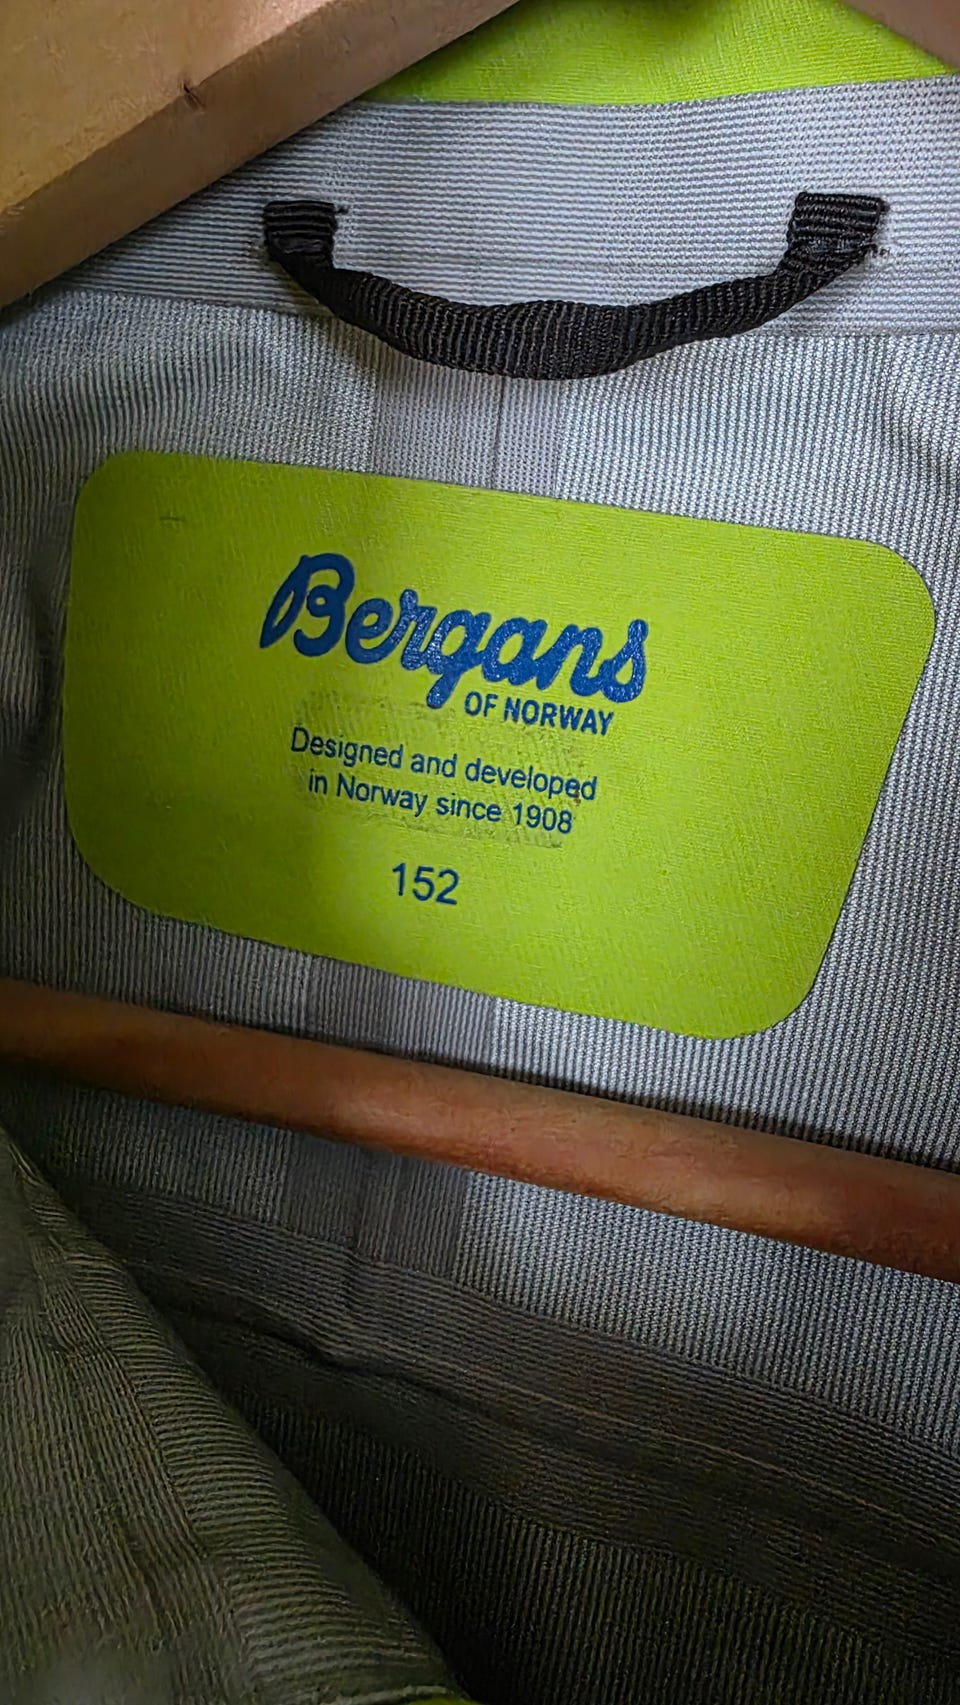 Bergans
OF NORWAY
Designed and developed
in Norway since 1908
152